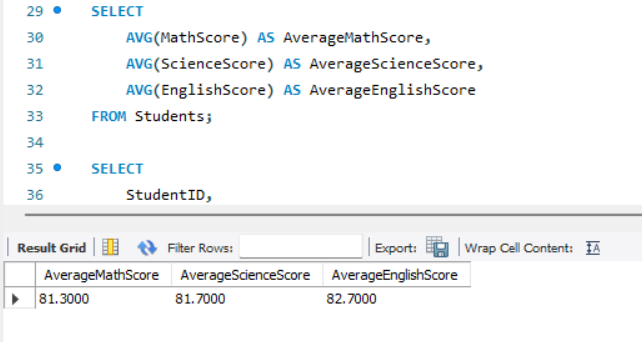 29 SELECT
30 AVG(MathScore) AS AverageMathScore,
31 AVG(ScienceScore) AS AverageScienceScore,
32 AVG(EnglishScore) AS AverageEnglishScore
33 FROM Students;
34
35 SELECT
36 StudentID,
Result Grid Filter Rows: Export: Wrap Cell Content: IA
AverageMathScore AverageScienceScore AverageEnglishScore
81.3000 81.7000 82.7000